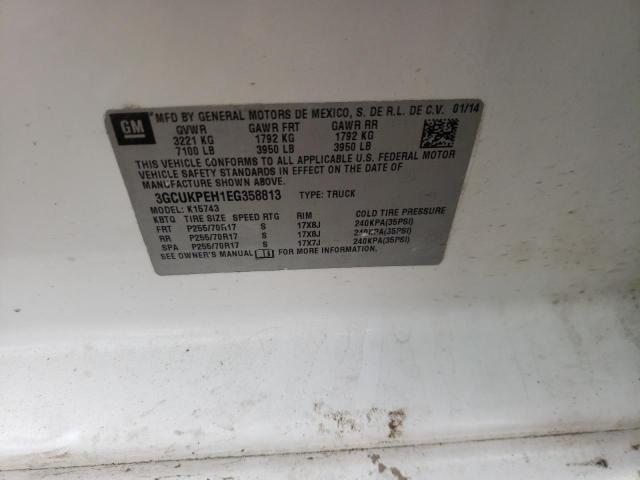 GM
MFD BY GENERAL MOTORS DE MEXICO, S. DE R.L. DE C.V. 01/14
GVWR GAWR FRT GAWR RR
3221 KG 1792 KG 1792 KG
7100 LB 3950 LB 3950 LB
THIS VEHICLE CONFORMS TO ALL APPLICABLE U.S. FEDERAL MOTOR
VEHICLE SAFETY STANDARDS IN EFFECT ON THE DATE OF
MANUFACTURE SHOWN ABOVE.
3GCUKPEH1EG358813 TYPE: TRUCK
MODEL: K15743
KBTQ TIRE SIZE SPEED RTG RIM COLD TIRE PRESSURE
FRT P255/70R17 S 17X8J 240KPA(35PSI)
RR P255/70R17 S 17X8J 240KPA(35PSI)
SPA P255/70R17 S 17X7J 240KPA(35PSI)
SEE OWNER'S MANUAL FOR MORE INFORMATION.